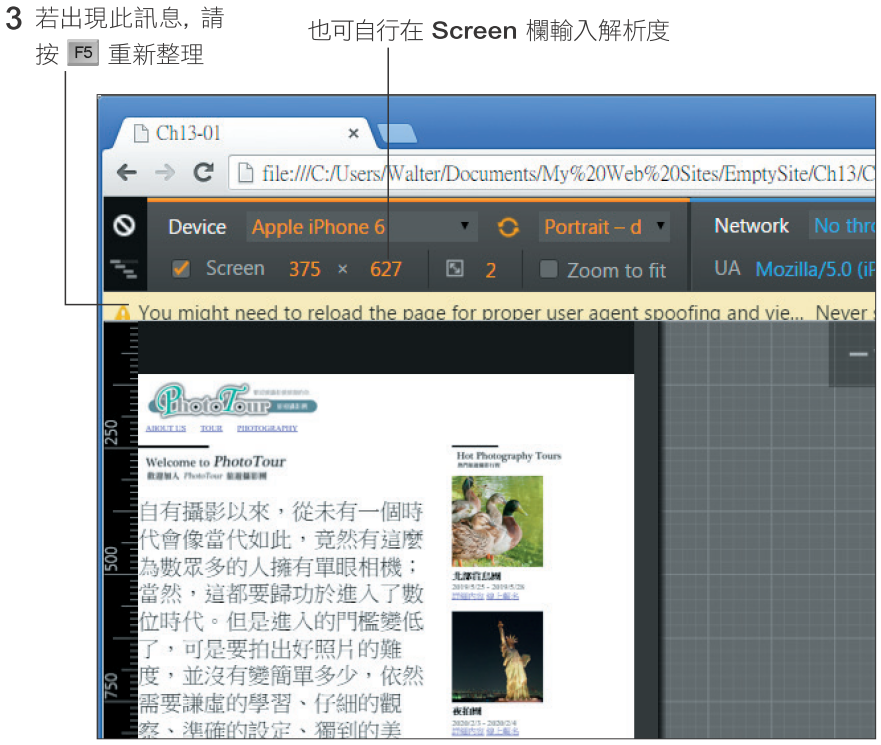 3 若出現此訊息, 請
按 F5 重新整理
也可自行在 Screen 欄輸入解析度
Ch13-01 ×
file:///C:/Users/Walter/Documents/My%20Web%20Sites/EmptySite/Ch13/C
Device Apple iPhone 6 Portrait – d Network No thro
Screen 375 × 627 2 Zoom to fit UA Mozilla/5.0 (iP
You might need to reload the page for proper user agent spoofing and vie... Never s
PhotoTour
ABOUT US TOUR PHOTOGRAPHY
Welcome to PhotoTour
歡迎加入 PhotoTour 旅遊攝影團
自有攝影以來，從未有一個時
代會像當代如此，竟然有這麼
為數眾多的人擁有單眼相機；
當然，這都要歸功於進入了數
位時代。但是進入的門檻變低
了，可是要拍出好照片的難
度，並沒有變簡單多少，依然
需要謙虛的學習、仔細的觀
察、準確的設定、獨到的美
Hot Photography Tours
熱門旅遊攝影行程
北部賞鳥團
2019/5/25 - 2019/5/28
詳細內容 線上報名
夜拍團
2020/2/3 - 2020/2/4
詳細內容 線上報名
250
500
750